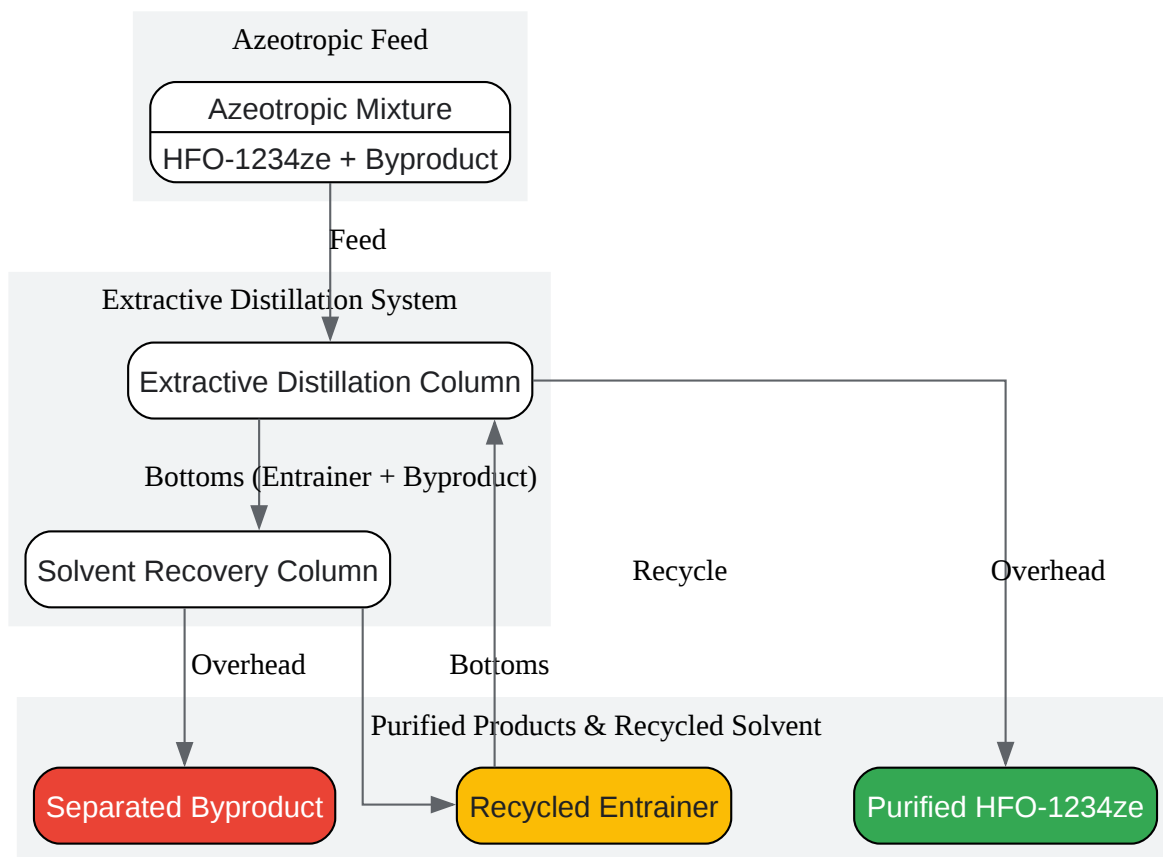 Azeotropic Feed
Azeotropic Mixture
HFO-1234ze + Byproduct
Feed
Extractive Distillation System
Extractive Distillation Column
Bottoms (Entrainer + Byproduct)
Solvent Recovery Column
Recycle
Overhead
Overhead
Bottoms
Purified Products & Recycled Solvent
Separated Byproduct
Recycled Entrainer
Purified HFO-1234ze